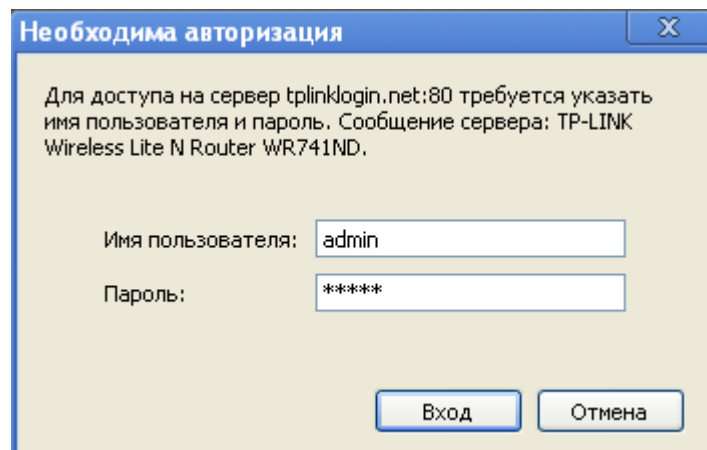 Необходима авторизация
Для доступа на сервер tplinklogin.net:80 требуется указать
имя пользователя и пароль. Сообщение сервера: TP-LINK
Wireless Lite N Router WR741ND.
Имя пользователя: admin
Пароль: *****
Вход Отмена